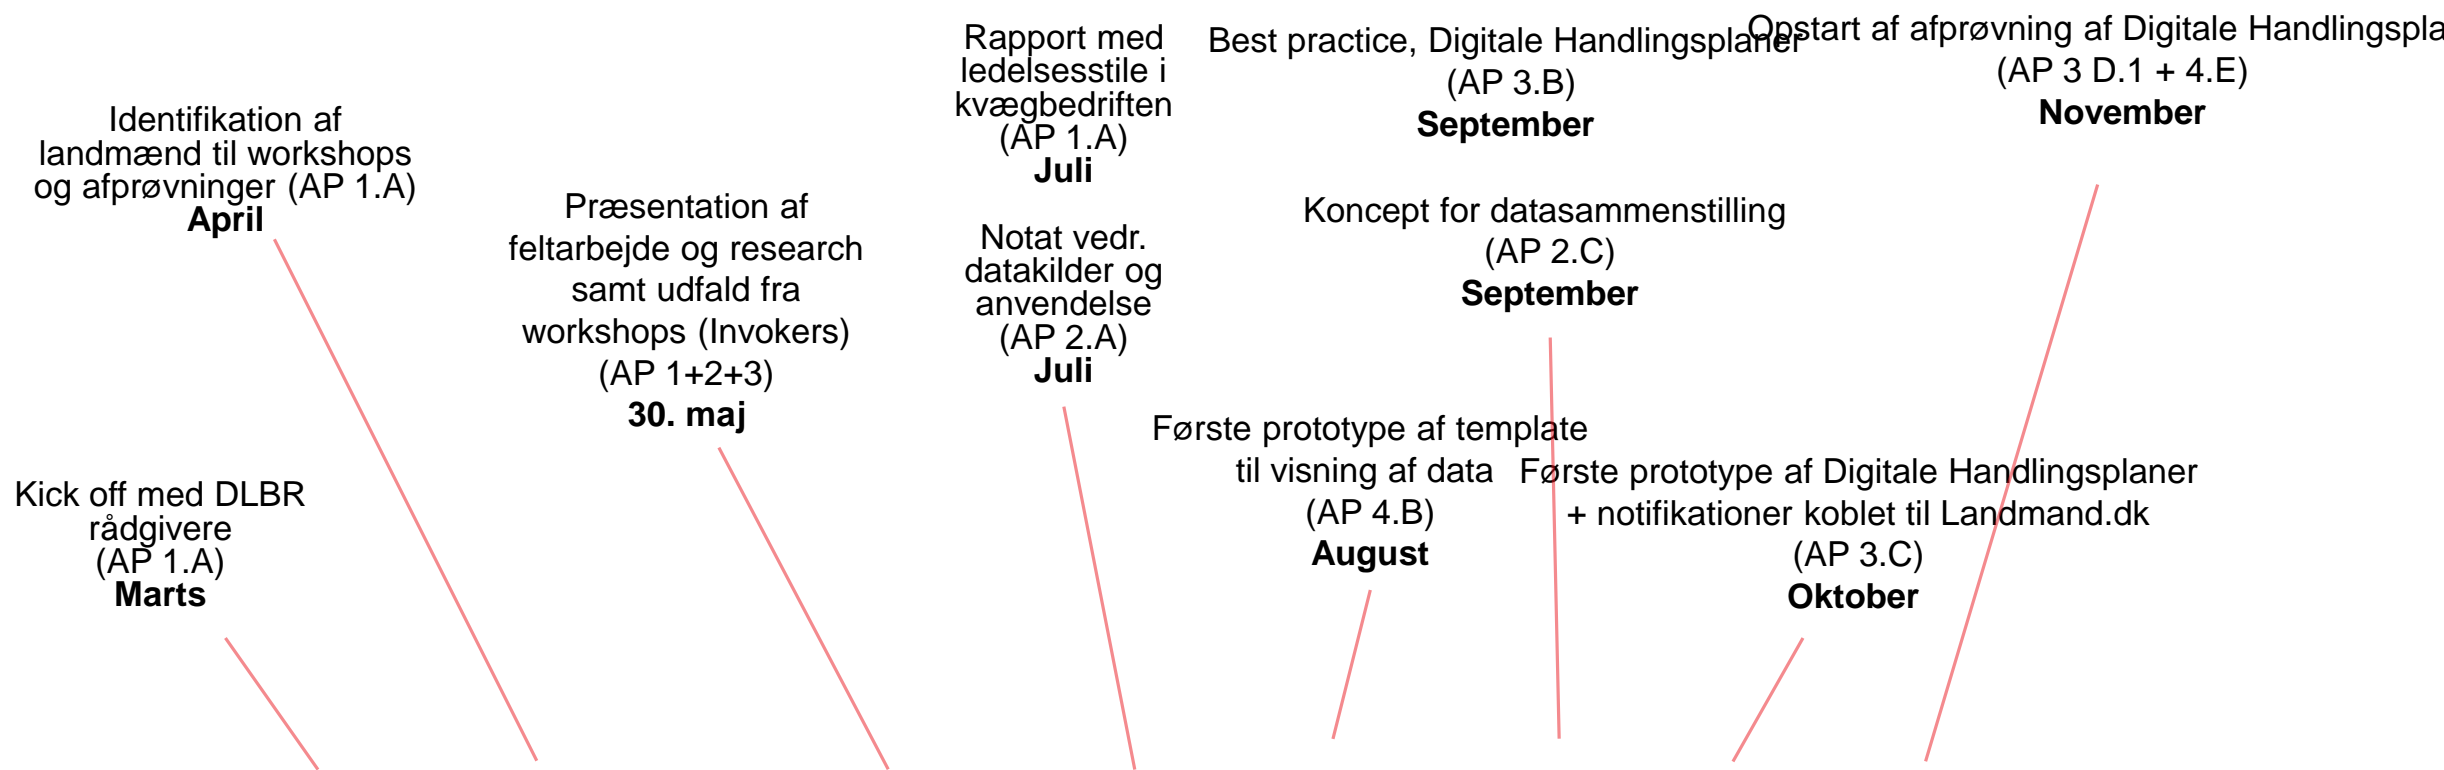 Identifikation af
landmænd til workshops
og afprøvninger (AP 1.A)
April
Kick off med DLBR
rådgivere
(AP 1.A)
Marts
Præsentation af
feltarbejde og research
samt udfald fra
workshops (Invokers)
(AP 1+2+3)
30. maj
Rapport med
ledelsesstile i
kvægbedriften
(AP 1.A)
Juli
Notat vedr.
datakilder og
anvendelse
(AP 2.A)
Juli
Best practice, Digitale Handlingsplaner
(AP 3.B)
September
Koncept for datasammenstilling
(AP 2.C)
September
Første prototype af template
til visning af data
(AP 4.B)
August
Første prototype af Digitale Handlingsplaner
+ notifikationer koblet til Landmand.dk
(AP 3.C)
Oktober
Opstart af afprøvning af Digitale Handlingspla
(AP 3 D.1 + 4.E)
November